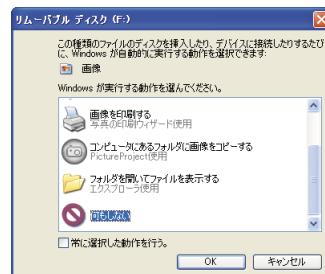 リムーバブル ディスク (F:)
この種類のファイルのディスクを挿入したり、デバイスに接続したりするたび
に、Windows が自動的に実行する動作を選択できます:
画像
Windows が実行する動作を選んでください。
画像を印刷する
写真の印刷ウィザード使用
コンピュータにあるフォルダに画像をコピーする
PictureProject使用
フォルダを開いてファイルを表示する
エクスプローラ使用
何もしない
常に選択した動作を行う。
OK
キャンセル